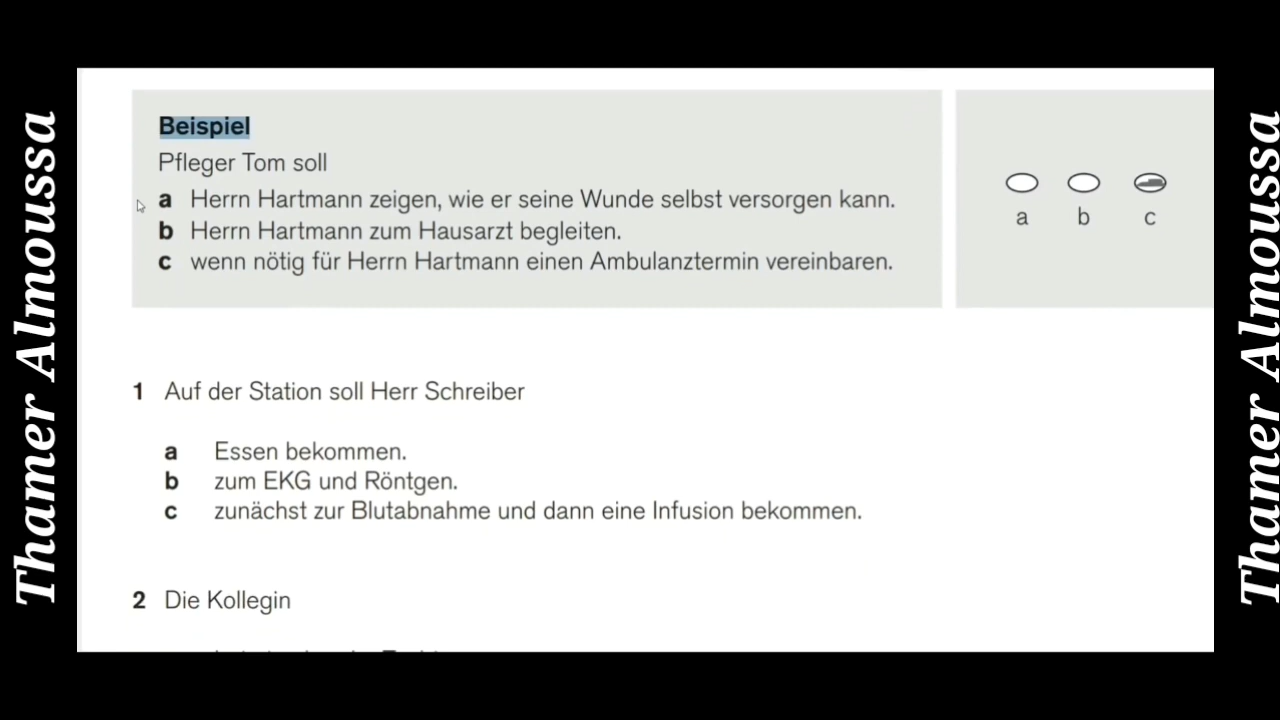 Thamer Almoussa
Beispiel
Pfleger Tom soll
a Herrn Hartmann zeigen, wie er seine Wunde selbst versorgen kann.
b Herrn Hartmann zum Hausarzt begleiten.
c wenn nötig für Herrn Hartmann einen Ambulanztermin vereinbaren.
a b c
1 Auf der Station soll Herr Schreiber
a Essen bekommen.
b zum EKG und Röntgen.
c zunächst zur Blutabnahme und dann eine Infusion bekommen.
2 Die Kollegin
Thamer Almoussa